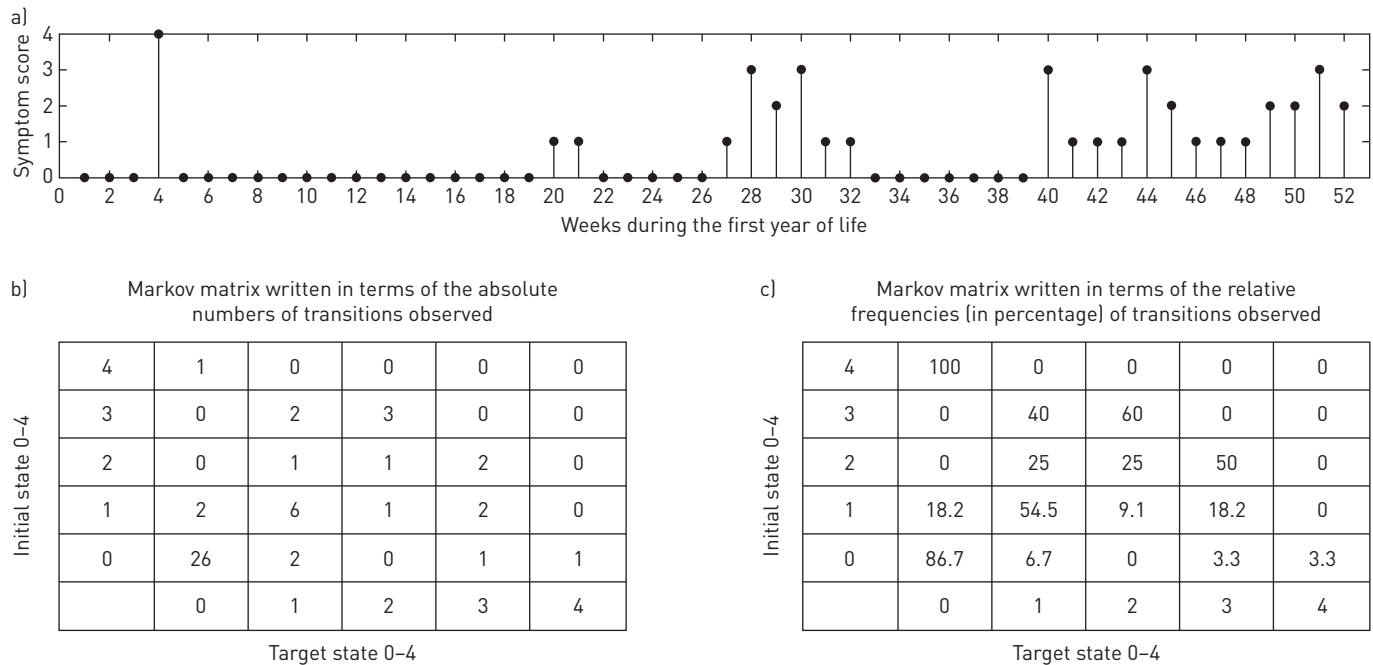 a)
Symptom score
4
3
2
1
0
0 2 4 6 8 10 12 14 16 18 20 22 24 26 28 30 32 34 36 38 40 42 44 46 48 50 52
Weeks during the first year of life
b)
Markov matrix written in terms of the absolute
numbers of transitions observed
Initial state 0–4
4 1 0 0 0 0
3 0 2 3 0 0
2 0 1 1 2 0
1 2 6 1 2 0
0 26 2 0 1 1
0 1 2 3 4
Target state 0–4
c)
Markov matrix written in terms of the relative
frequencies (in percentage) of transitions observed
Initial state 0–4
4 100 0 0 0 0
3 0 40 60 0 0
2 0 25 25 50 0
1 18.2 54.5 9.1 18.2 0
0 86.7 6.7 0 3.3 3.3
0 1 2 3 4
Target state 0–4